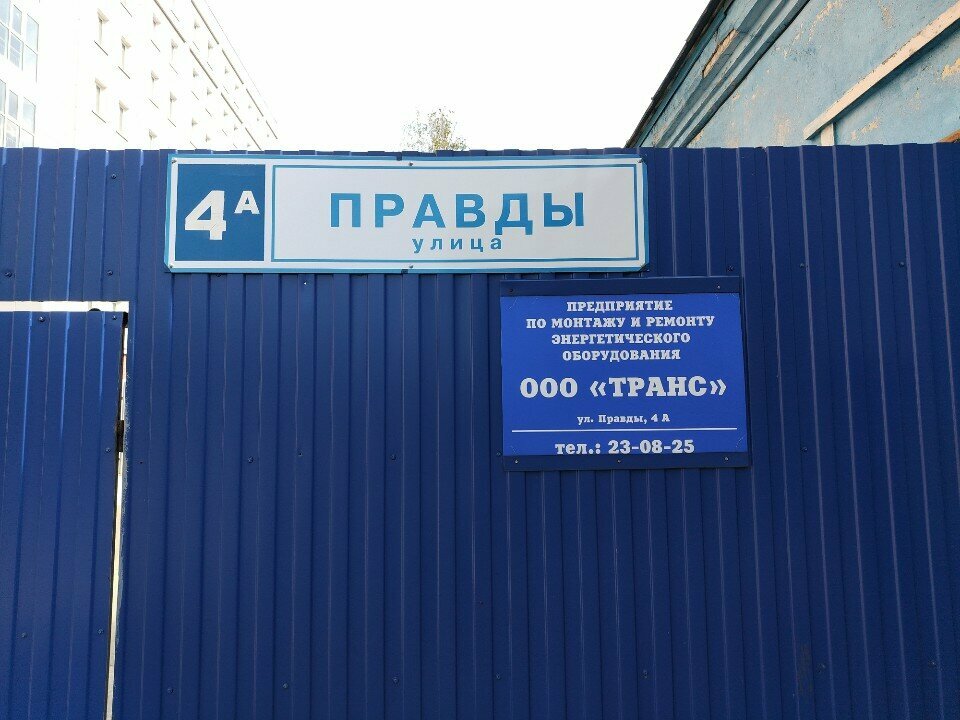 4А
ПРАВДЫ
улица
ПРЕДПРИЯТИЕ
ПО МОНТАЖУ И РЕМОНТУ
ЭНЕРГЕТИЧЕСКОГО
ОБОРУДОВАНИЯ
ООО «ТРАНС»
ул. Правды, 4 А
тел.: 23-08-25